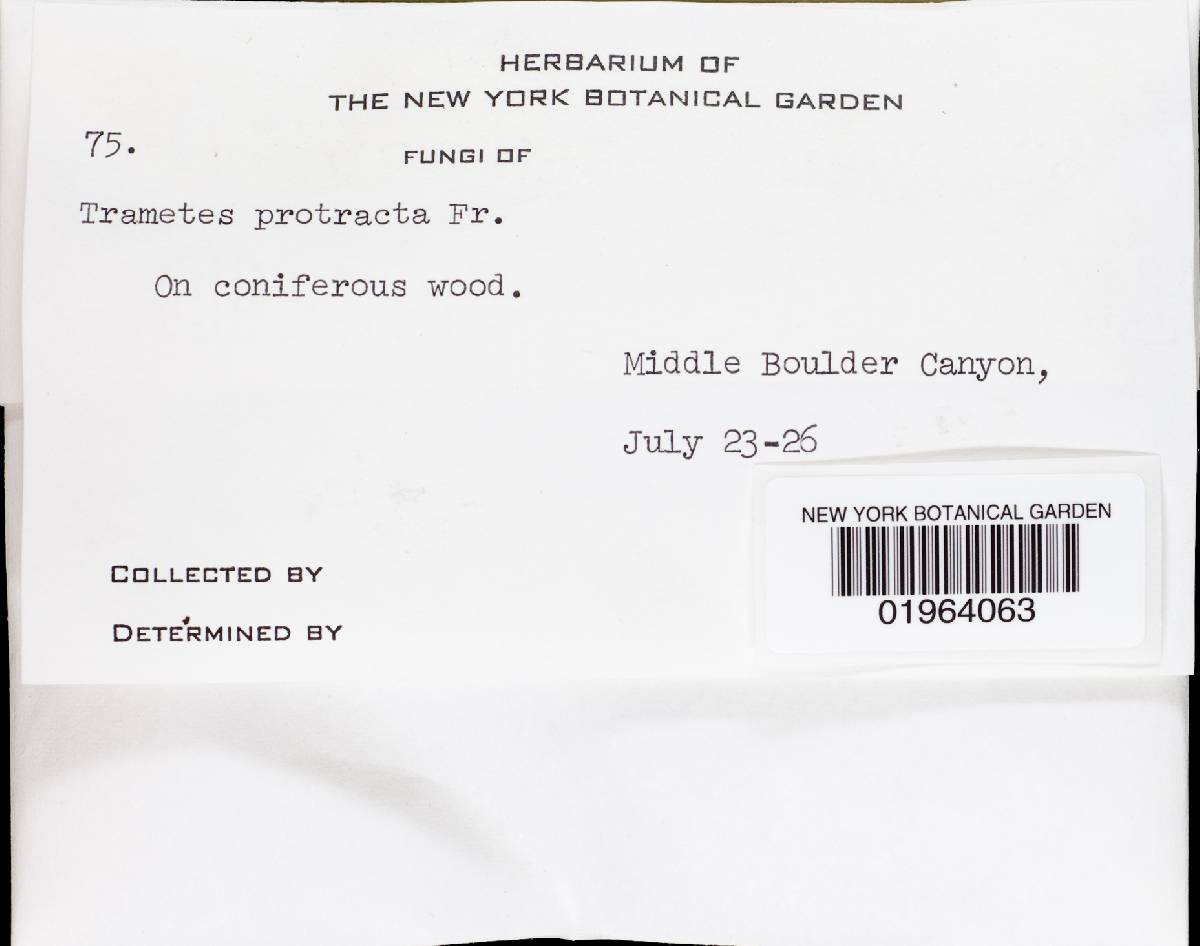 HERBARIUM OF
THE NEW YORK BOTANICAL GARDEN
75.
FUNGI OF
Trametes protracta Fr.
On coniferous wood.
Middle Boulder Canyon,
July 23-26
NEW YORK BOTANICAL GARDEN
01964063
COLLECTED BY
DETERMINED BY